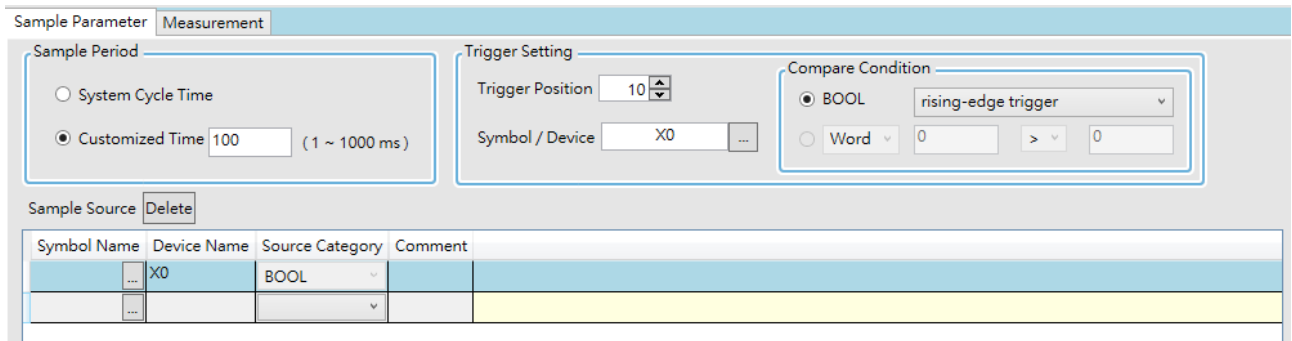 Sample Parameter Measurement
Sample Period
System Cycle Time
Customized Time 100 ( 1 ~ 1000 ms )
Trigger Setting
Trigger Position 10
Symbol / Device X0 ...
Compare Condition
BOOL rising-edge trigger
Word 0 > 0
Sample Source Delete
Symbol Name Device Name Source Category Comment
... X0 BOOL
...